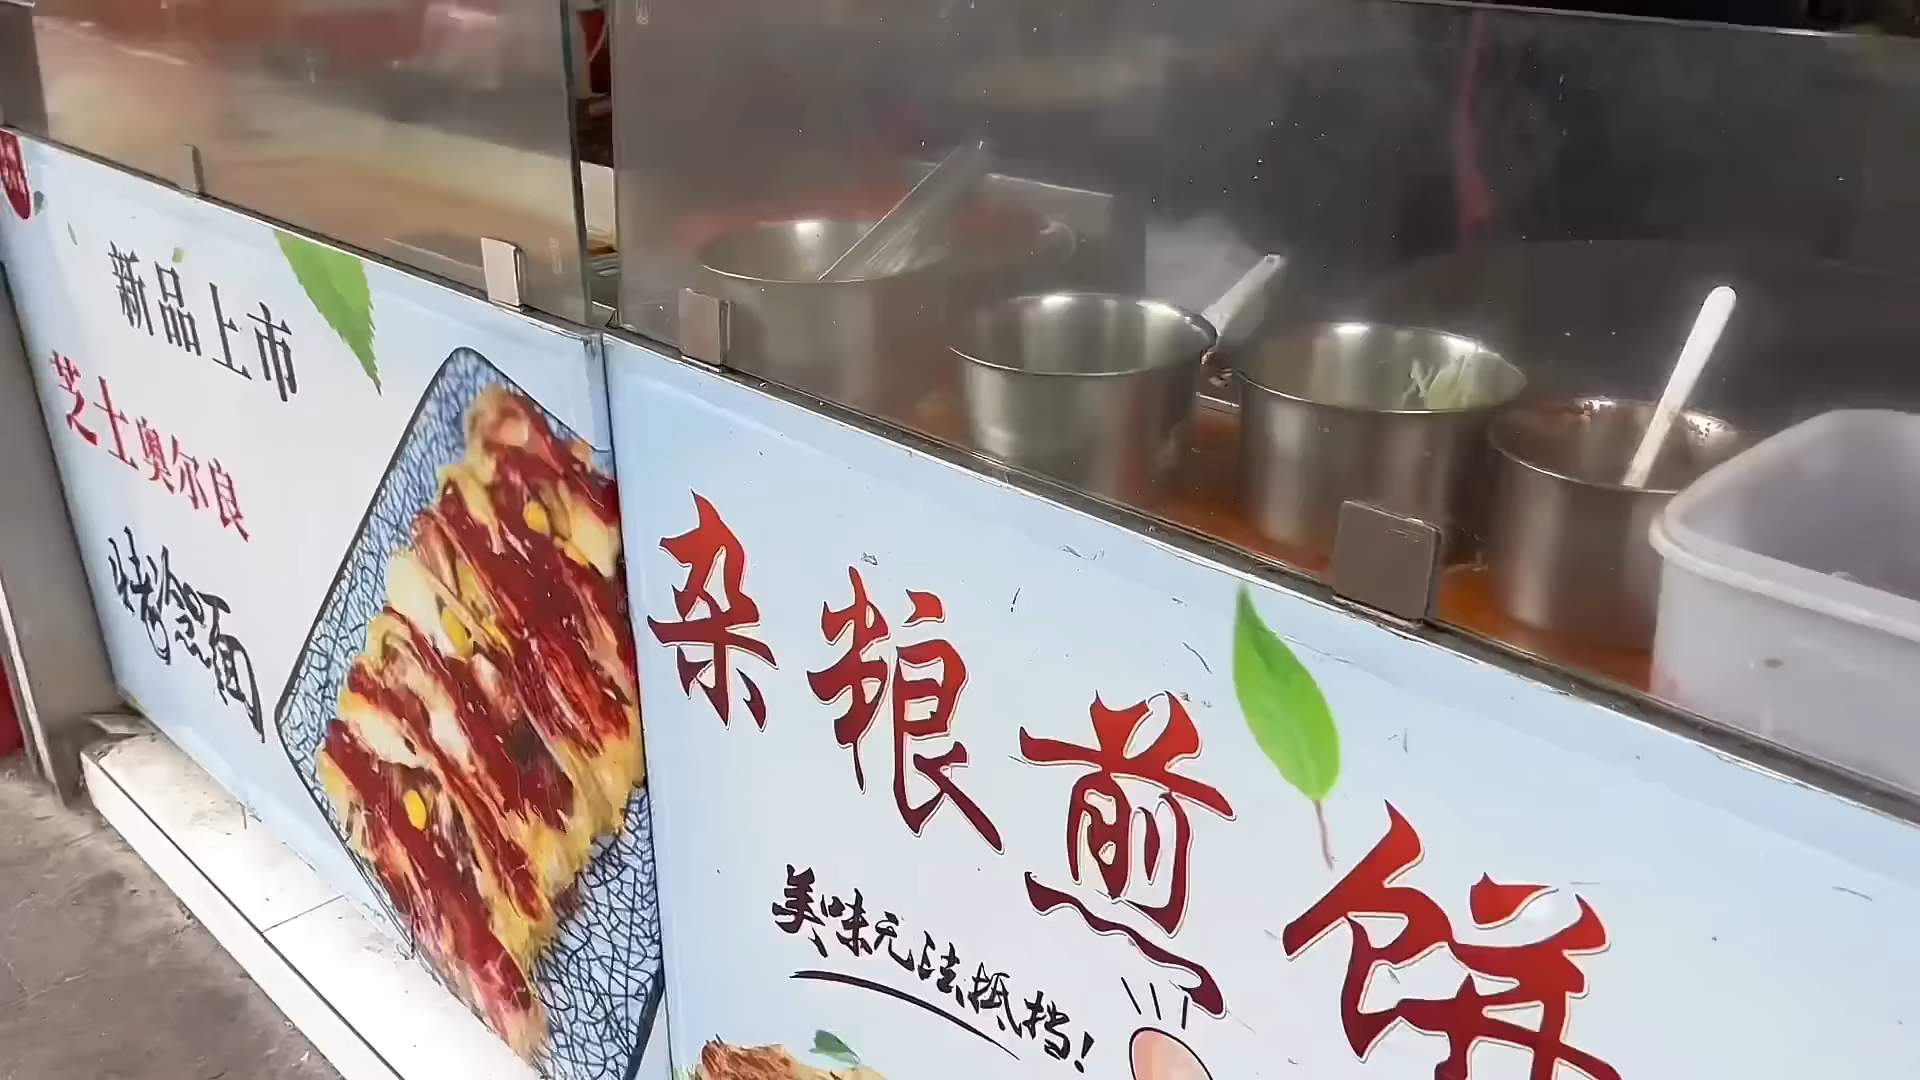 新品上市
芝士奥尔良
烤冷面
杂粮煎饼
美味无法抵挡!